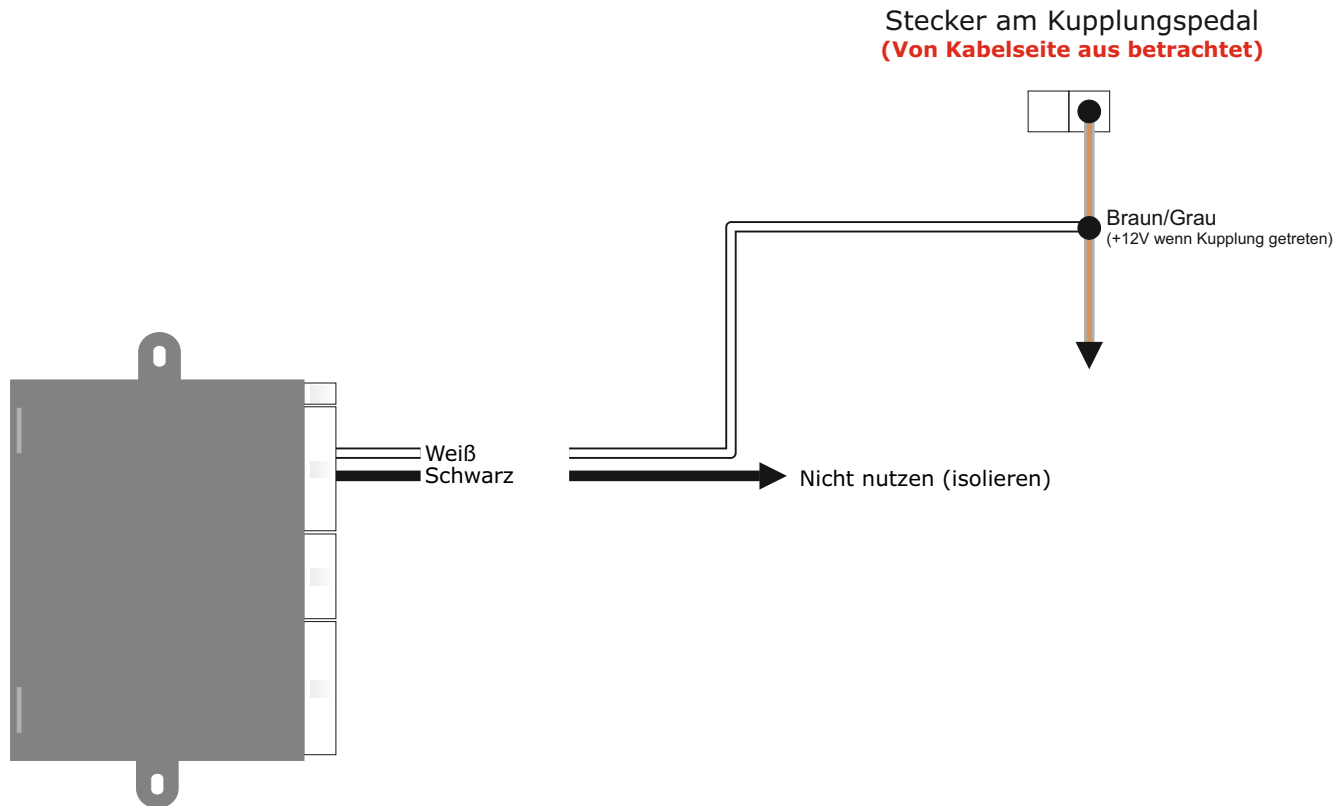 Stecker am Kupplungspedal
(Von Kabelseite aus betrachtet)
Braun/Grau
(+12V wenn Kupplung getreten)
Weiß
Schwarz
Nicht nutzen (isolieren)